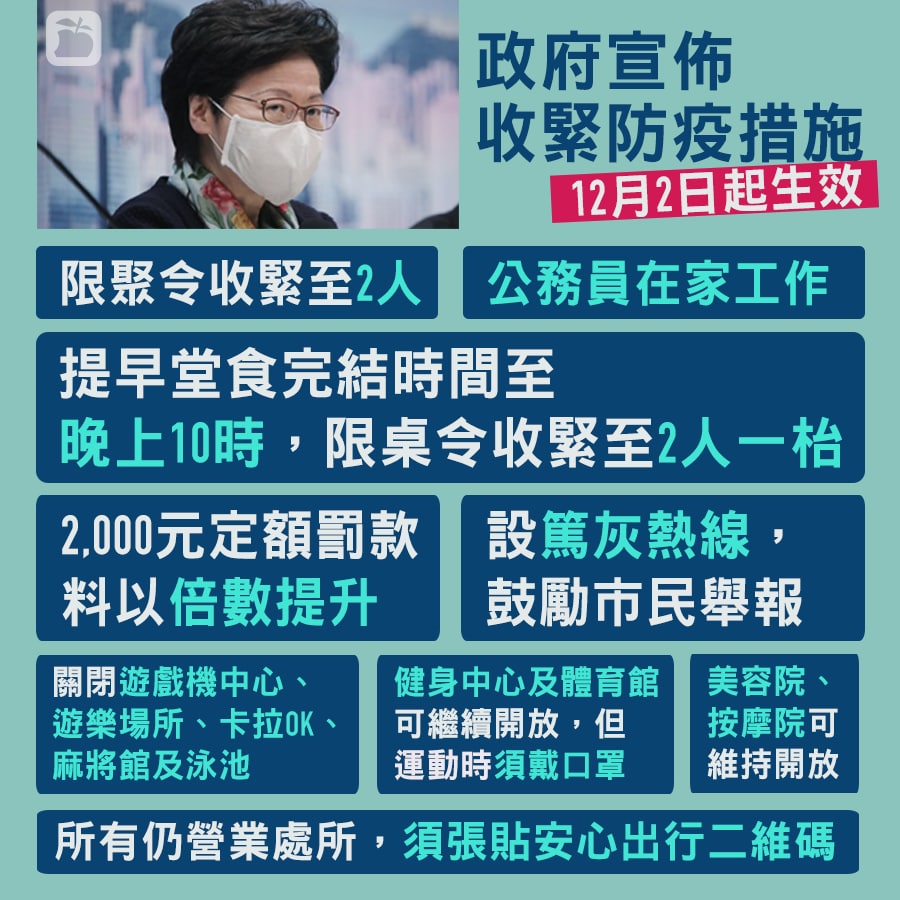 政府宣佈
收緊防疫措施
12月2日起生效
限聚令收緊至2人
公務員在家工作
提早堂食完結時間至
晚上10時，限桌令收緊至2人一枱
2,000元定額罰款
料以倍數提升
設篤灰熱線，
鼓勵市民舉報
關閉遊戲機中心、
遊樂場所、卡拉OK、
麻將館及泳池
健身中心及體育館
可繼續開放，但
運動時須戴口罩
美容院、
按摩院可
維持開放
所有仍營業處所，須張貼安心出行二維碼